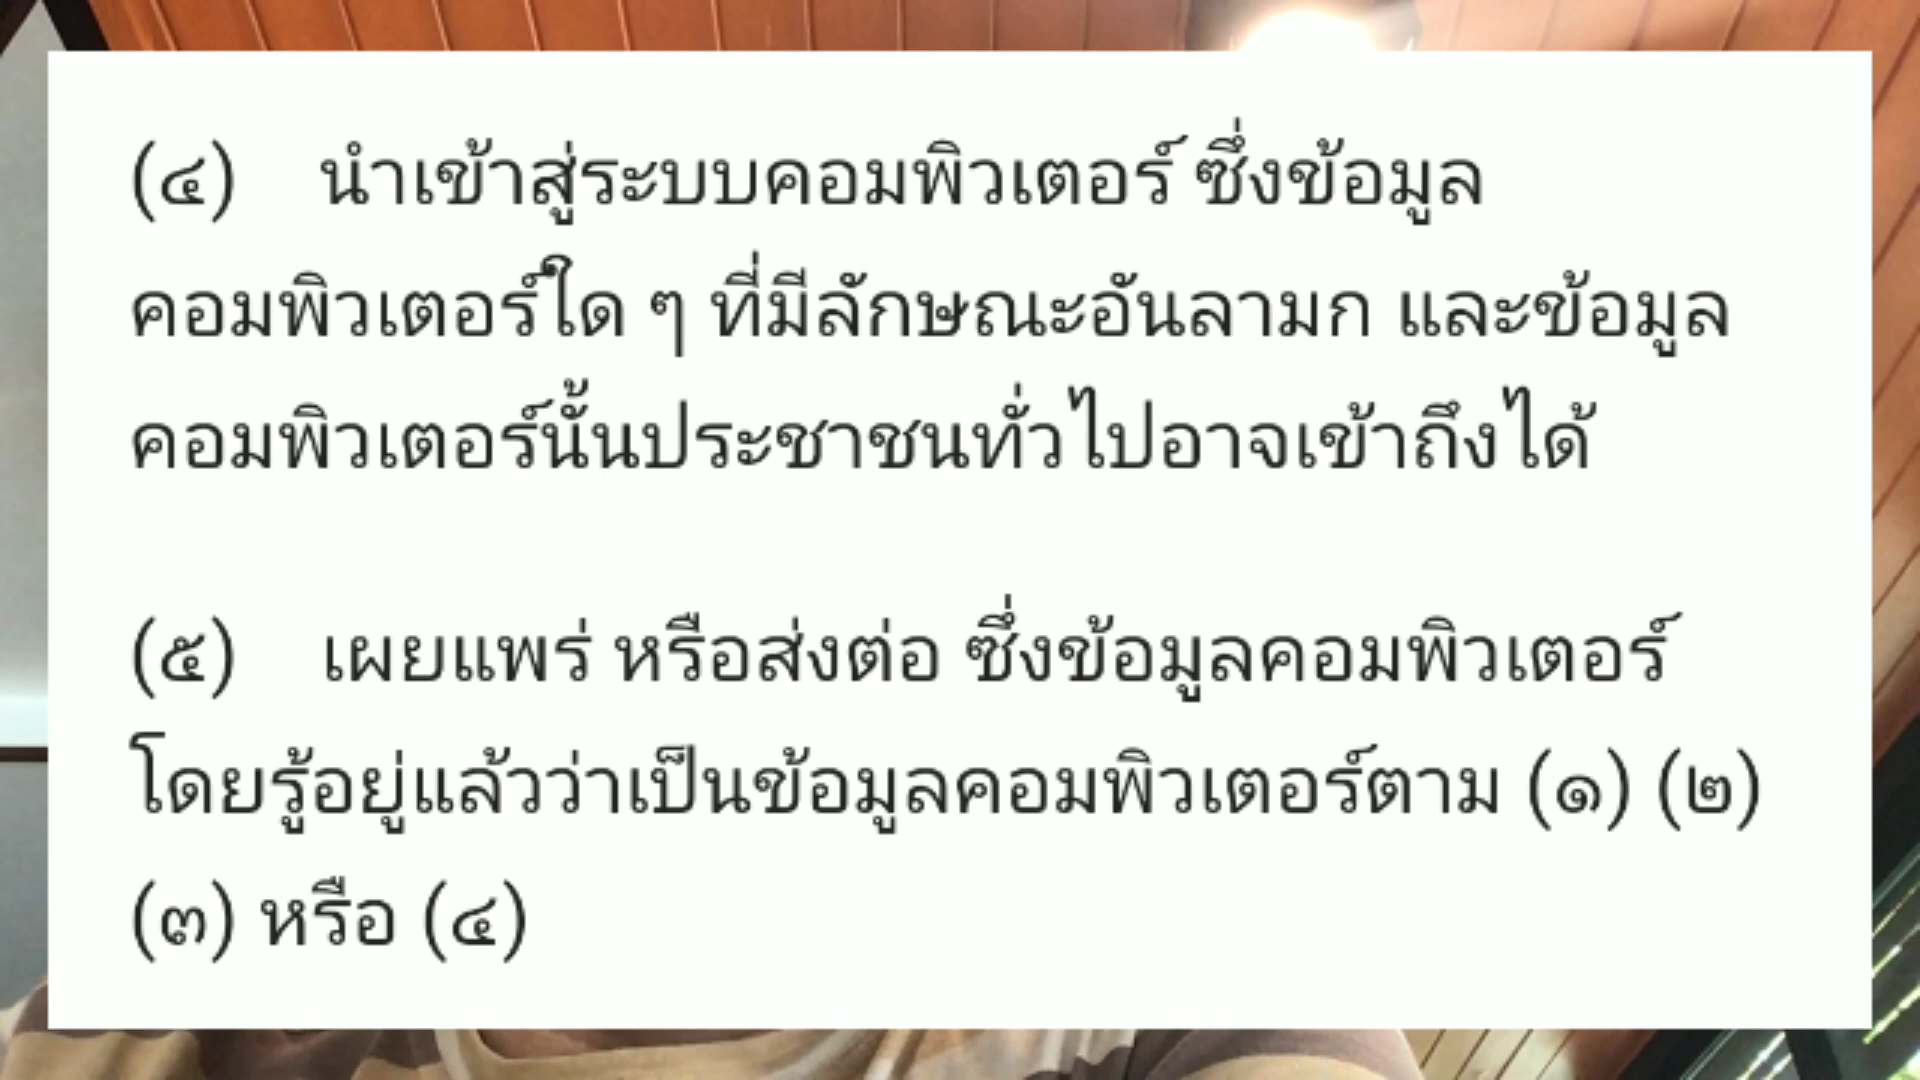 (๔) นำเข้าสู่ระบบคอมพิวเตอร์ ซึ่งข้อมูล
คอมพิวเตอร์ใด ๆ ที่มีลักษณะอันลามก และข้อมูล
คอมพิวเตอร์นั้นประชาชนทั่วไปอาจเข้าถึงได้
(๕) เผยแพร่ หรือส่งต่อ ซึ่งข้อมูลคอมพิวเตอร์
โดยรู้อยู่แล้วว่าเป็นข้อมูลคอมพิวเตอร์ตาม (๑) (๒)
(๓) หรือ (๔)